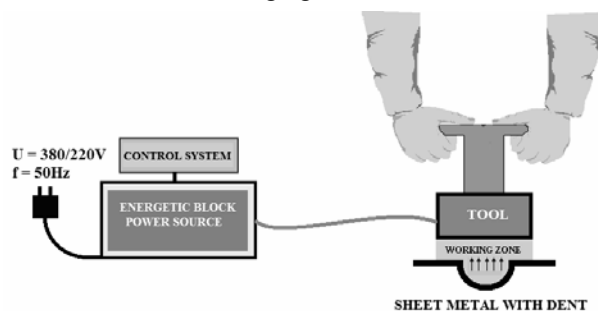 U = 380/220V
f = 50Hz
CONTROL SYSTEM
ENERGETIC BLOCK
POWER SOURCE
TOOL
WORKING ZONE
SHEET METAL WITH DENT